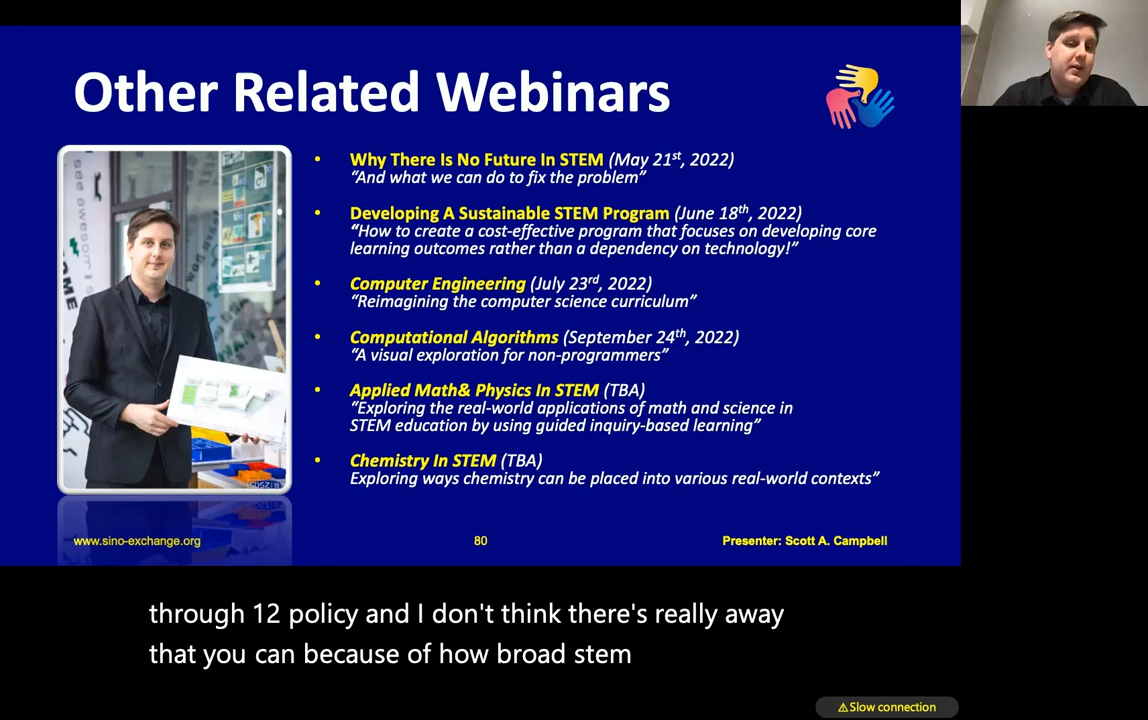 Other Related Webinars
• Why There Is No Future In STEM (May 21st, 2022)
“And what we can do to fix the problem”
• Developing A Sustainable STEM Program (June 18th, 2022)
“How to create a cost-effective program that focuses on developing core
learning outcomes rather than a dependency on technology!”
• Computer Engineering (July 23rd, 2022)
“Reimagining the computer science curriculum”
• Computational Algorithms (September 24th, 2022)
“A visual exploration for non-programmers”
• Applied Math& Physics In STEM (TBA)
“Exploring the real-world applications of math and science in
STEM education by using guided inquiry-based learning”
• Chemistry In STEM (TBA)
Exploring ways chemistry can be placed into various real-world contexts”
www.sino-exchange.org
80
Presenter: Scott A. Campbell
through 12 policy and I don't think there's really away
that you can because of how broad stem
⚠Slow connection